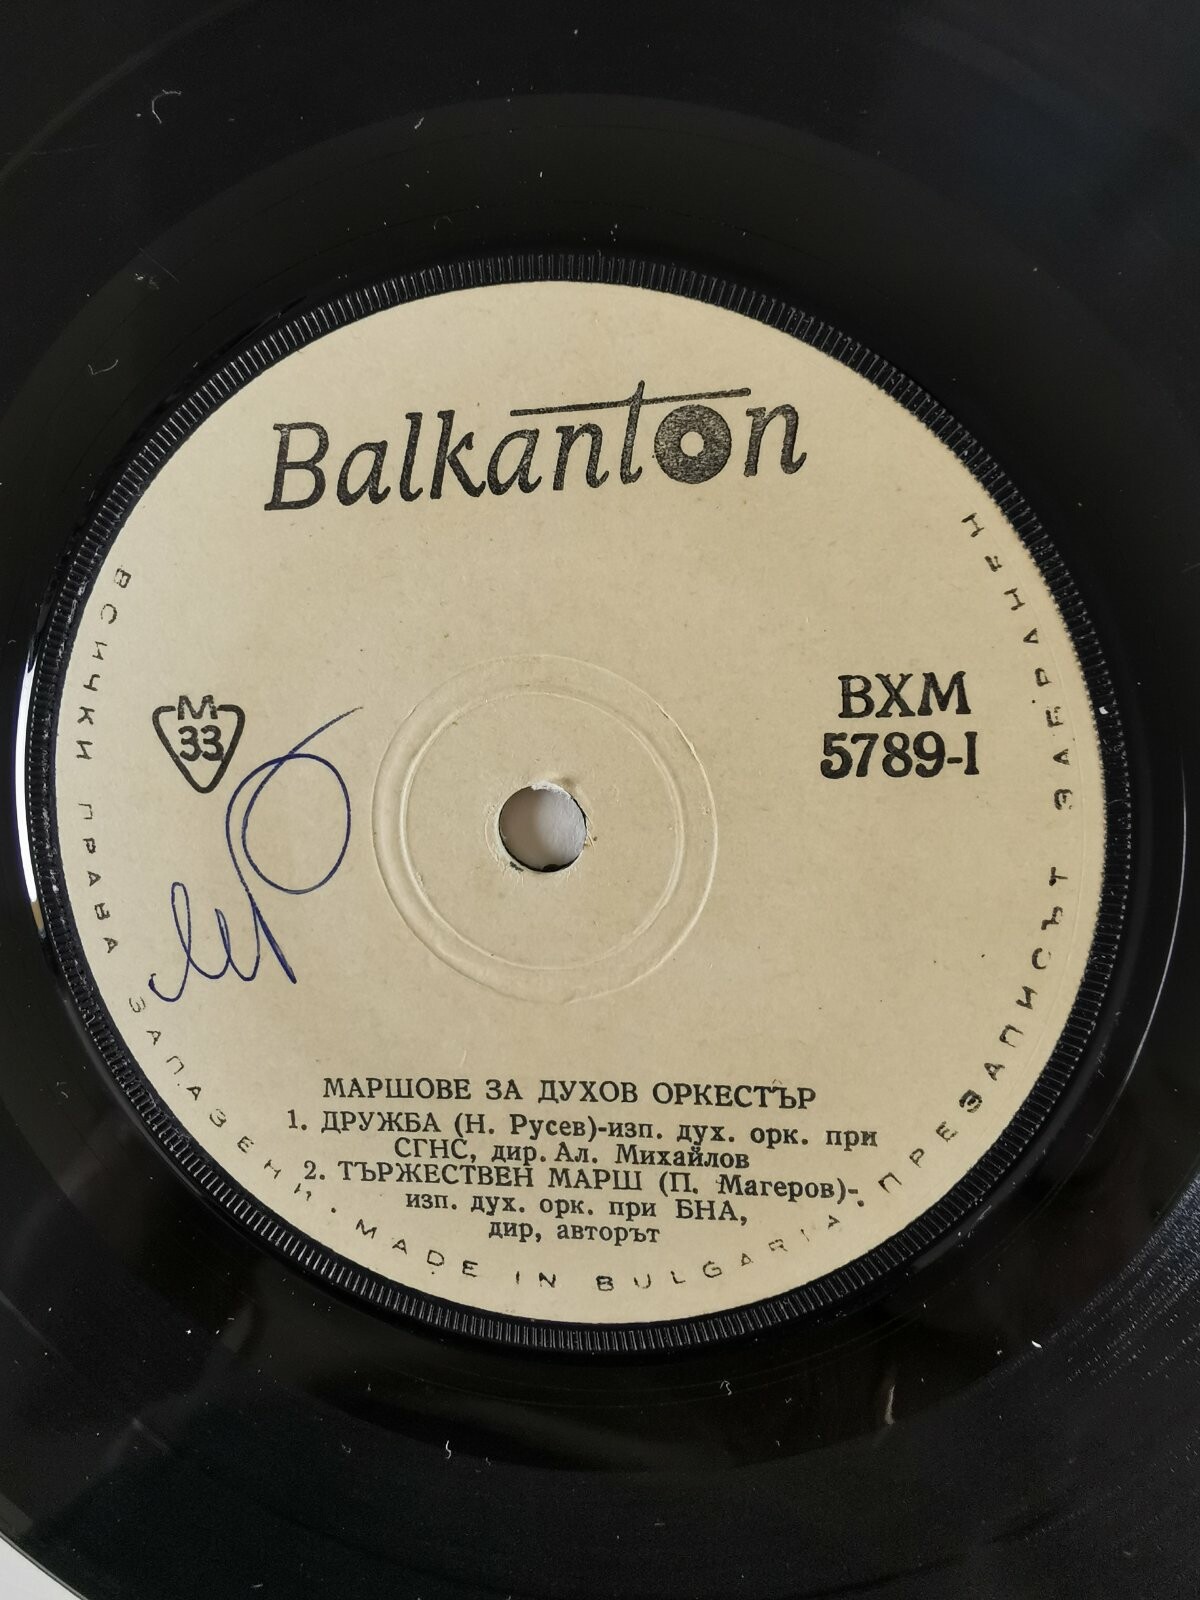 Balkanton
М
33
ВХМ
5789-I
МАРШОВЕ ЗА ДУХОВ ОРКЕСТЪР
1. ДРУЖБА (Н. Русев)-изп. дух. орк. при
СГНС, дир. Ал. Михайлов
2. ТЪРЖЕСТВЕН МАРШ (П. Магеров)-
изп. дух. орк. при БНА,
дир, авторът
ВСИЧКИ ПРАВА ЗАПАЗЕНИ. MADE IN BULGARIA. ПРЕЗАПИСЪТ ЗАБРАНЕН